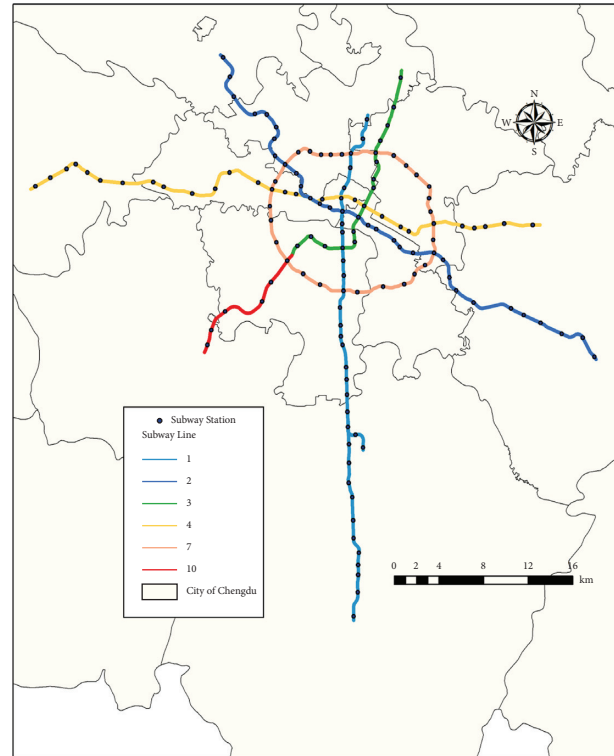 N
W E
S
Subway Station
Subway Line
1
2
3
4
7
10
City of Chengdu
0 2 4 8 12 16
km